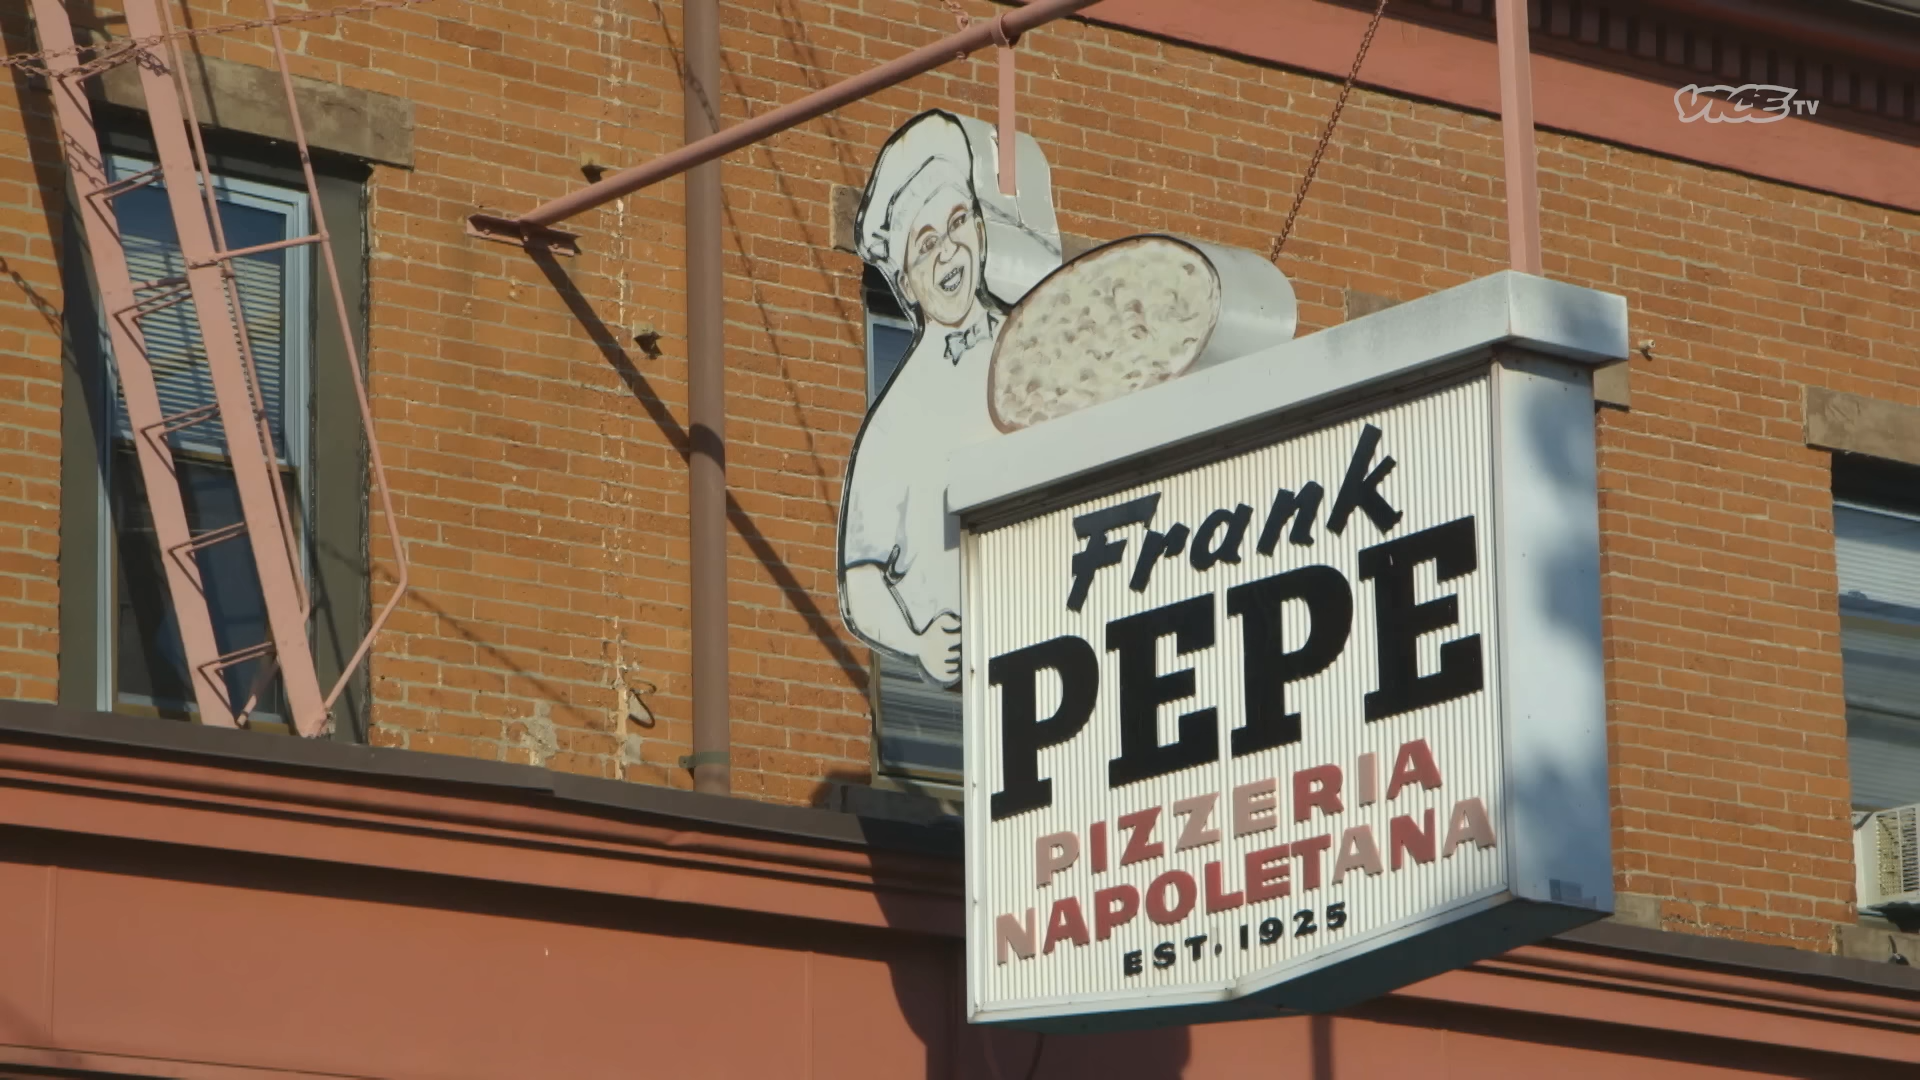 VICE TV
Frank
PEPE
PIZZERIA
NAPOLETANA
EST. 1925